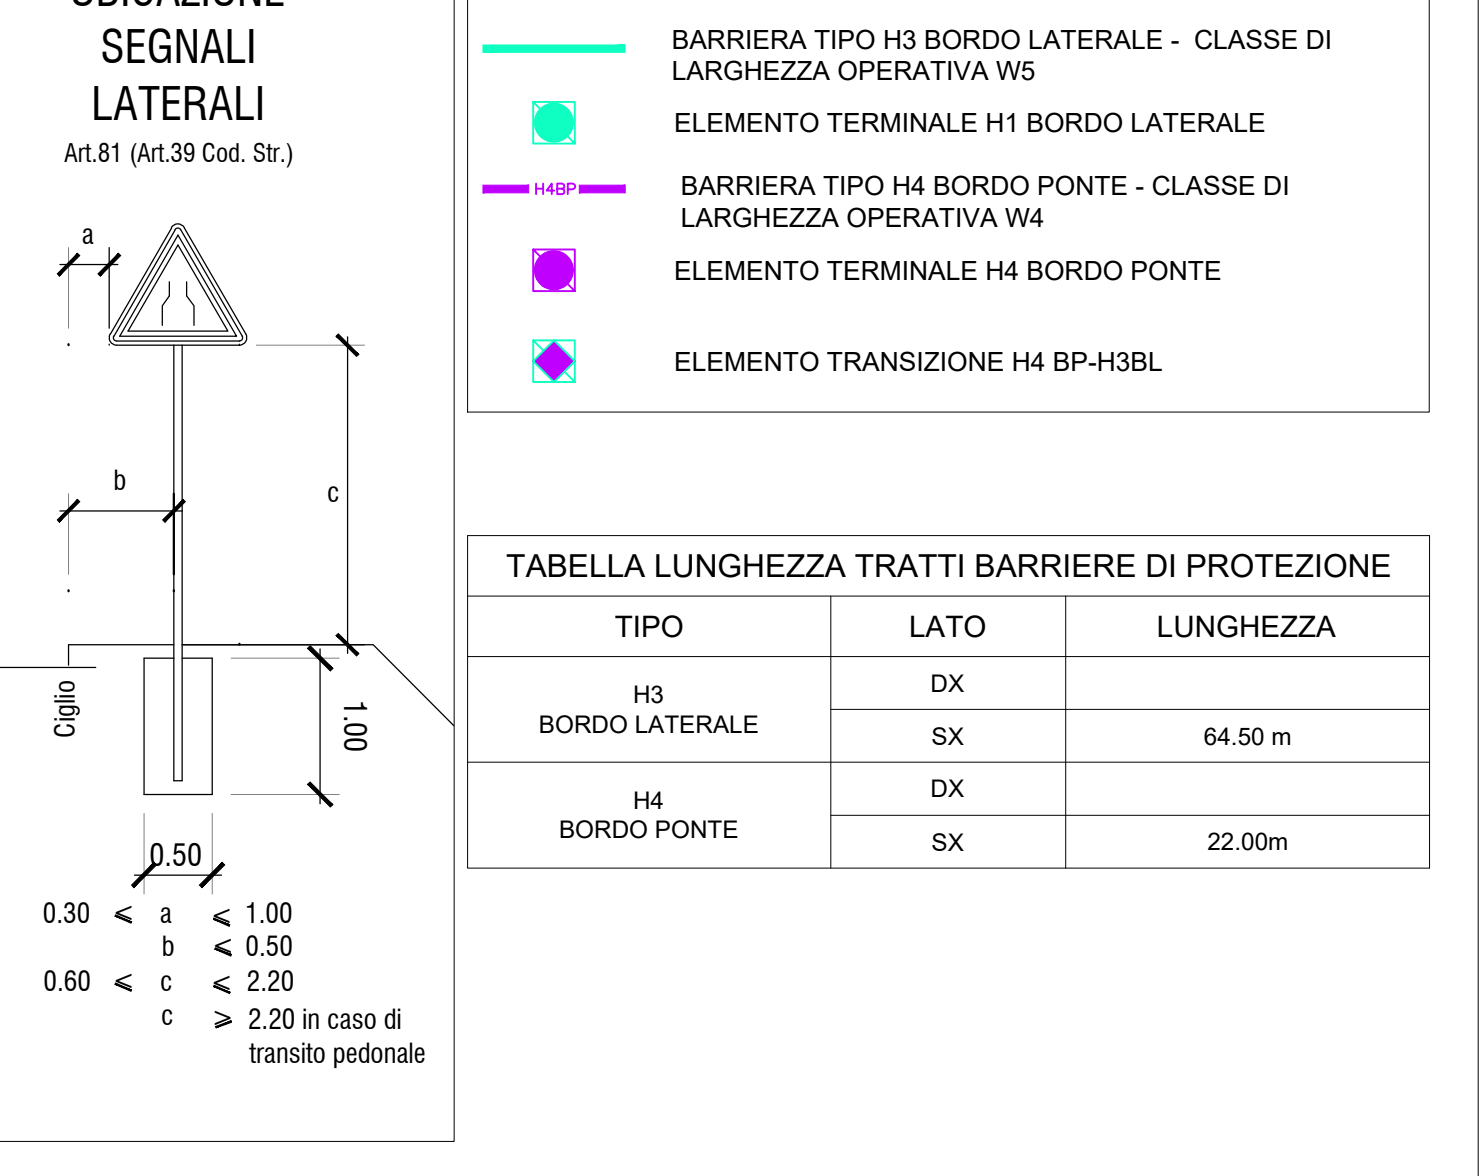 SEGNALI
LATERALI
Art.81 (Art.39 Cod. Str.)
a
b
c
Ciglio
1.00
0.50
0.30 ⩽ a ⩽ 1.00
b ⩽ 0.50
0.60 ⩽ c ⩽ 2.20
c ⩾ 2.20 in caso di
transito pedonale
BARRIERA TIPO H3 BORDO LATERALE - CLASSE DI
LARGHEZZA OPERATIVA W5
ELEMENTO TERMINALE H1 BORDO LATERALE
H4BP
BARRIERA TIPO H4 BORDO PONTE - CLASSE DI
LARGHEZZA OPERATIVA W4
ELEMENTO TERMINALE H4 BORDO PONTE
ELEMENTO TRANSIZIONE H4 BP-H3BL
TABELLA LUNGHEZZA TRATTI BARRIERE DI PROTEZIONE
TIPO LATO LUNGHEZZA
H3
BORDO LATERALE
DX
SX 64.50 m
H4
BORDO PONTE
DX
SX 22.00m